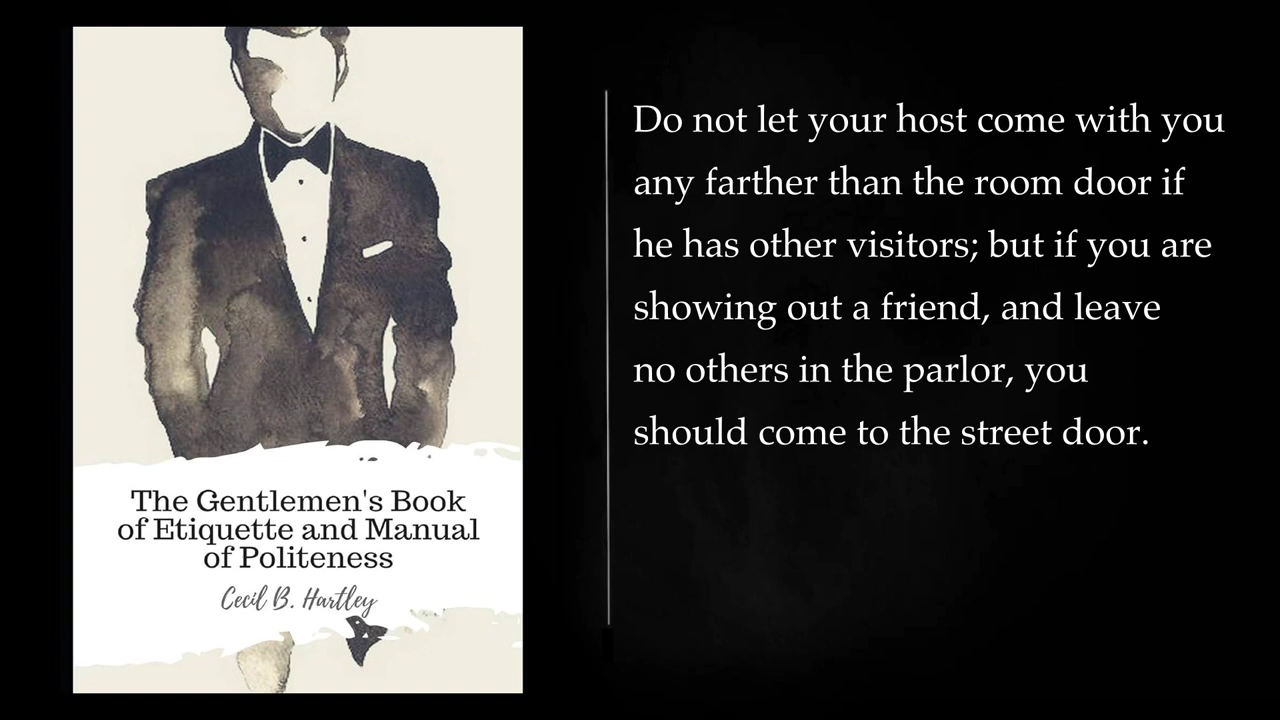 The Gentlemen's Book
of Etiquette and Manual
of Politeness
Cecil B. Hartley
Do not let your host come with you
any farther than the room door if
he has other visitors; but if you are
showing out a friend, and leave
no others in the parlor, you
should come to the street door.